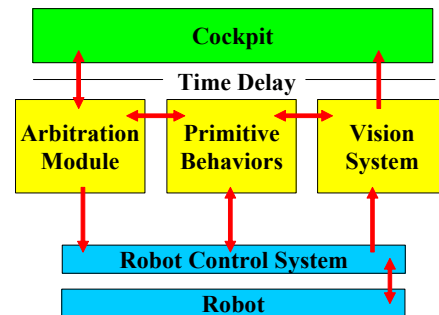 Cockpit
Time Delay
Arbitration
Module
Primitive
Behaviors
Vision
System
Robot Control System
Robot